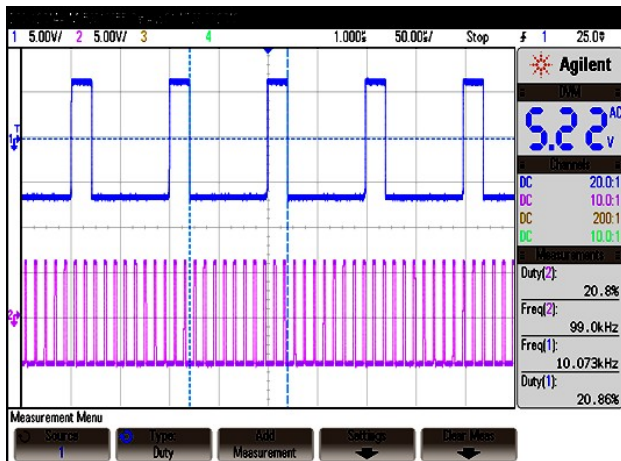 1 5.00V/ 2 5.00V/ 3 4 1.000s 50.00s/ Stop 1 25.0
Agilent
DVM
5.22 AC V
Channels
DC 20.0:1
DC 10.0:1
DC 200:1
DC 10.0:1
Measurements
Duty(2):
20.8%
Freq(2):
99.0kHz
Freq(1):
10.073kHz
Duty(1):
20.86%
T
1
2
Measurement Menu
Source
1
Type:
Duty
Add
Measurement
Settings
Clear Meas